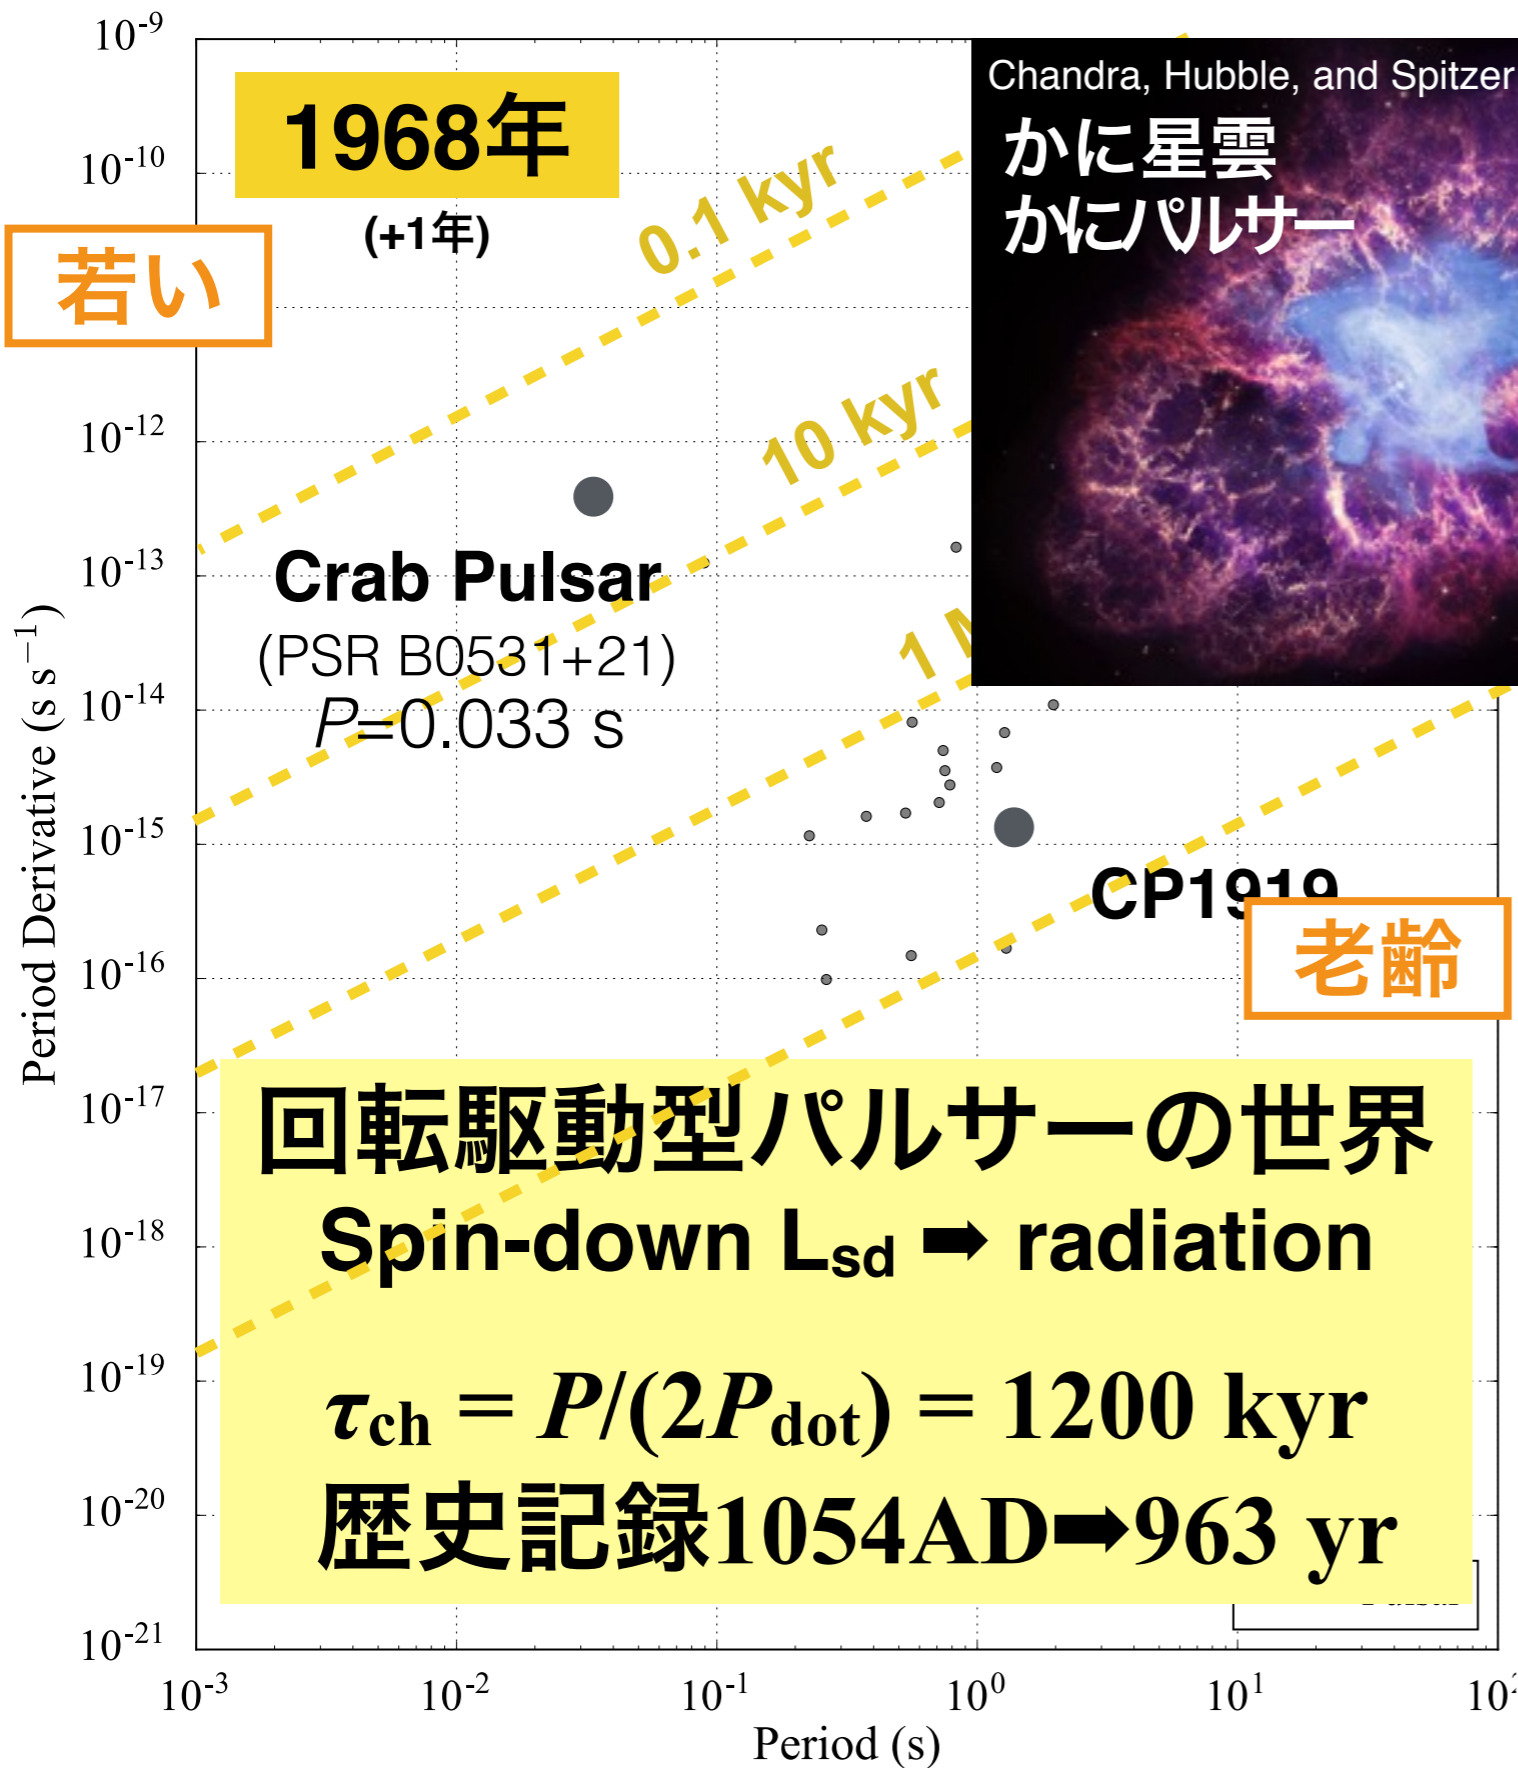 10-9
10-10
10-12
10-13
10-14
10-15
10-16
10-17
10-18
10-19
10-20
10-21
Period Derivative (s s−1)
1968年
(+1年)
若い
0.1 kyr
10 kyr
1
Chandra, Hubble, and Spitzer
かに星雲
かにパルサー
Crab Pulsar
(PSR B0531+21)
P=0.033 s
CP1919
老齢
回転駆動型パルサーの世界
Spin-down Lsd ➡ radiation
τch = P/(2Pdot) = 1200 kyr
歴史記録1054AD➡963 yr
10-3
10-2
10-1
100
101
Period (s)